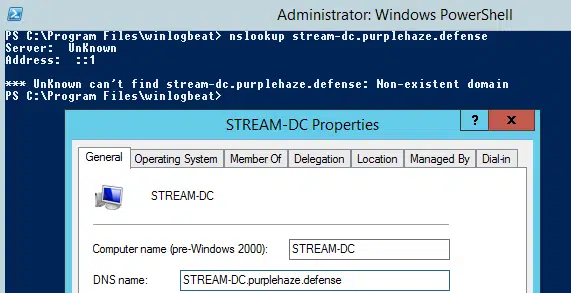 Administrator: Windows PowerShell
PS C:\Program Files\winlogbeat> nslookup stream-dc.purplehaze.defense
Server:  UnKnown
Address:  ::1
*** UnKnown can't find stream-dc.purplehaze.defense: Non-existent domain
PS C:\Program Files\winlogbeat>
STREAM-DC Properties
? x
General Operating System Member Of Delegation Location Managed By Dial-in
STREAM-DC
Computer name (pre-Windows 2000): STREAM-DC
DNS name: STREAM-DC.purplehaze.defense